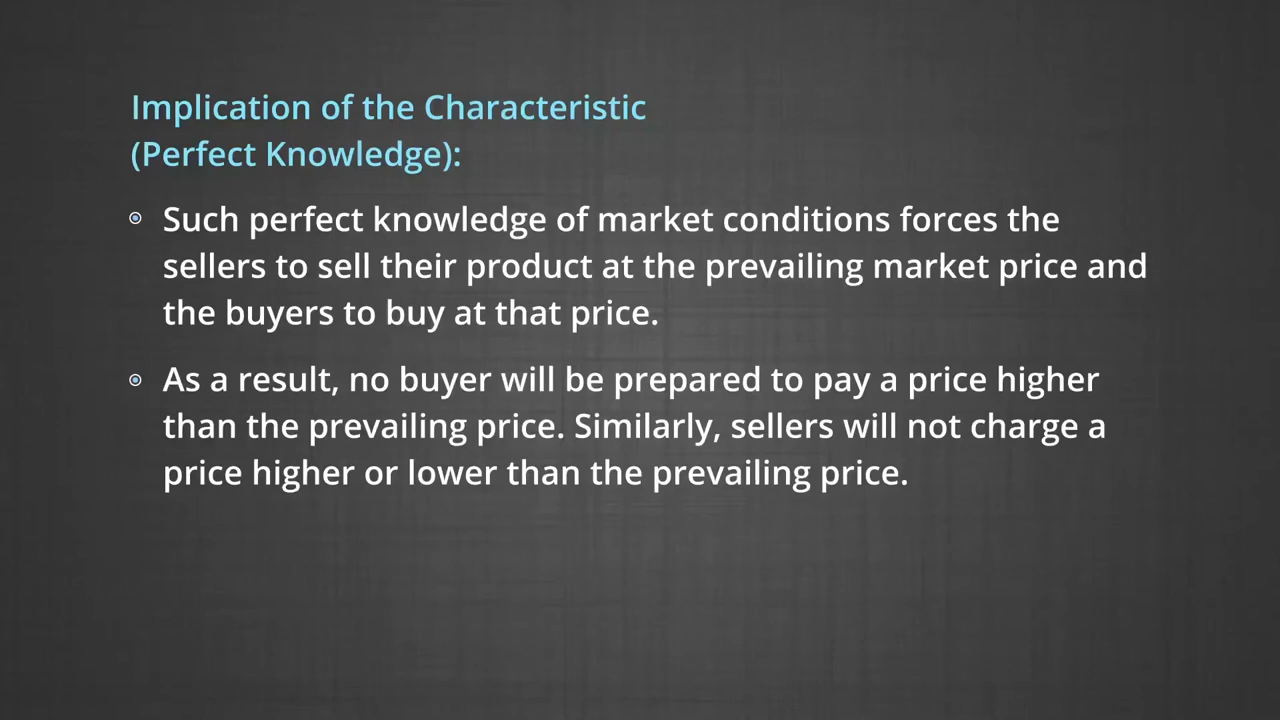 Implication of the Characteristic
(Perfect Knowledge):
Such perfect knowledge of market conditions forces the
sellers to sell their product at the prevailing market price and
the buyers to buy at that price.
As a result, no buyer will be prepared to pay a price higher
than the prevailing price. Similarly, sellers will not charge a
price higher or lower than the prevailing price.